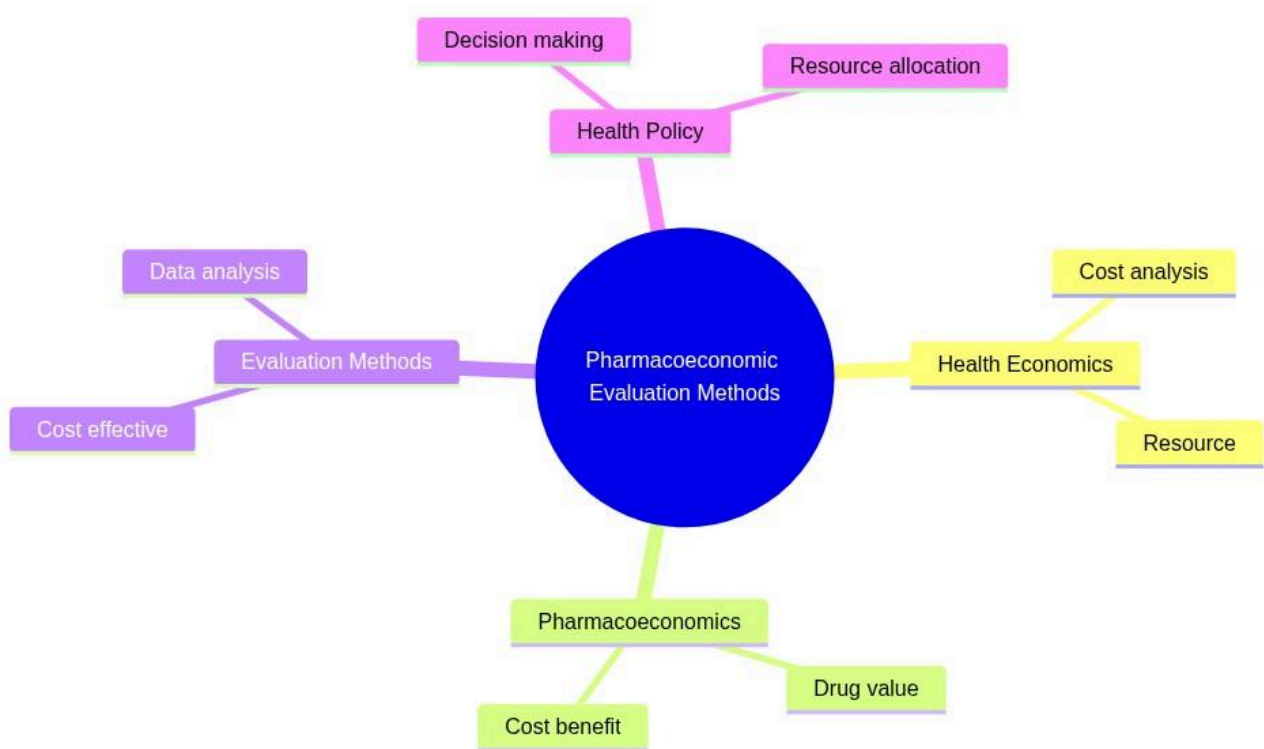 Decision making
Resource allocation
Health Policy
Data analysis
Cost analysis
Evaluation Methods
Pharmacoeconomic
Evaluation Methods
Health Economics
Cost effective
Resource
Pharmacoeconomics
Drug value
Cost benefit